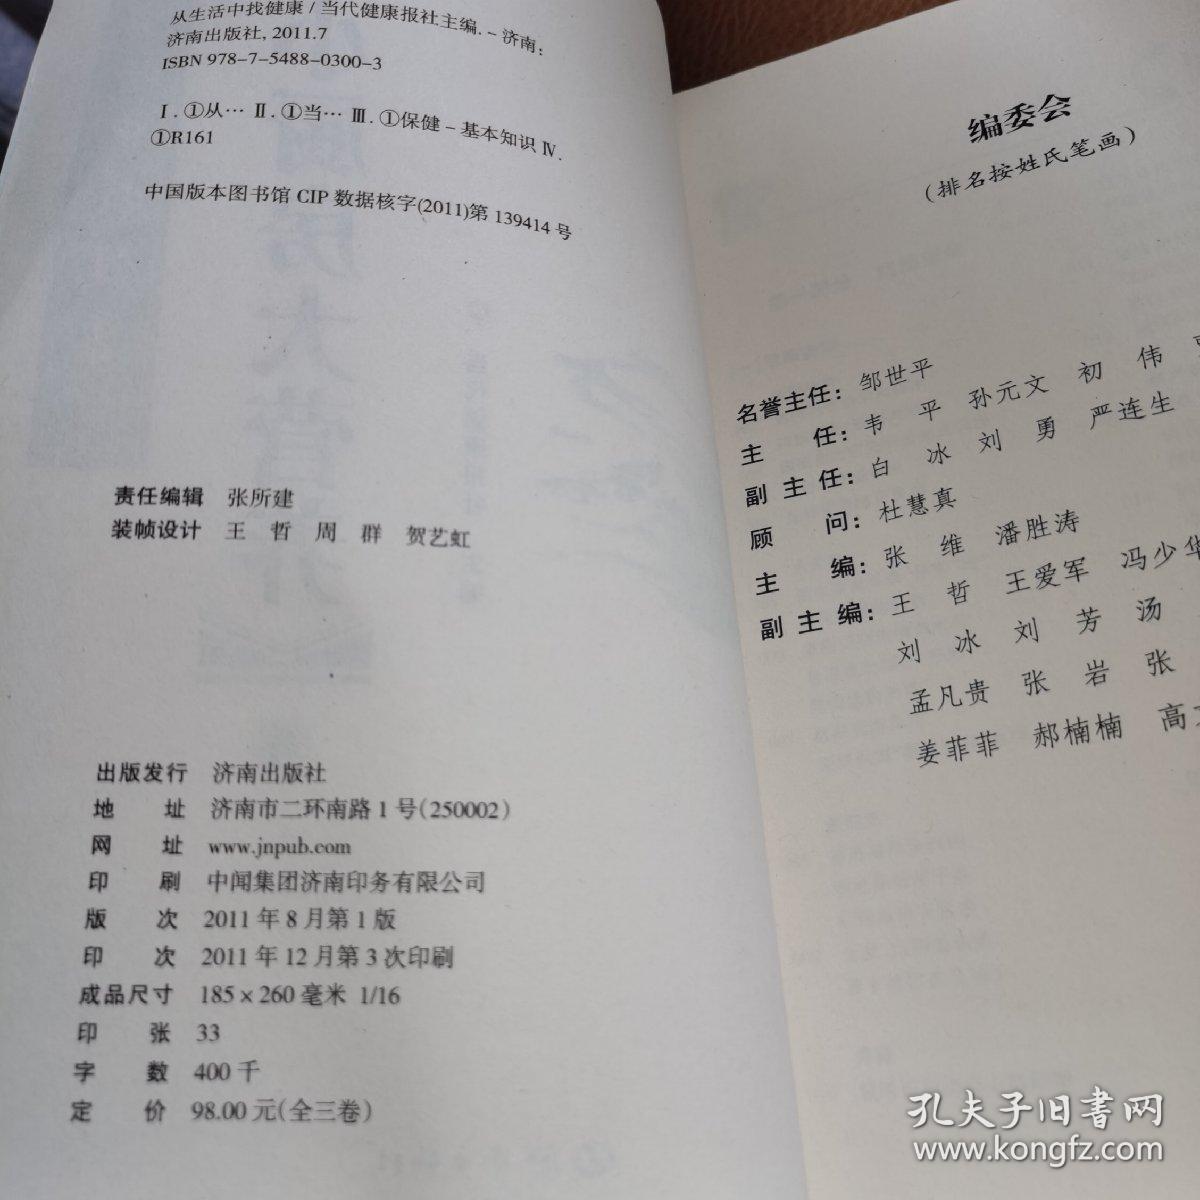 从生活中找健康 / 当代健康报社主编. – 济南：
济南出版社, 2011.7
ISBN 978-7-5488-0300-3
Ⅰ. ①从… Ⅱ. ①当… Ⅲ. ①保健 – 基本知识 Ⅳ.
①R161
中国版本图书馆 CIP 数据核字(2011)第 139414 号
责任编辑 张所建
装帧设计 王 哲 周 群 贺艺虹
出版发行 济南出版社
地 址 济南市二环南路 1 号(250002)
网 址 www.jnpub.com
印 刷 中闻集团济南印务有限公司
版 次 2011 年 8 月第 1 版
印 次 2011 年 12 月第 3 次印刷
成品尺寸 185 × 260 毫米 1/16
印 张 33
字 数 400 千
定 价 98.00 元(全三卷)
编委会
(排名按姓氏笔画)
名誉主任：邹世平
主 任：韦 平 孙元文 初 伟
副 主 任：白 冰 刘 勇 严连生
顾 问：杜慧真
主 编：张 维 潘胜涛
副 主 编：王 哲 王爱军 冯少华
刘 冰 刘 芳 汤
孟凡贵 张 岩 张
姜菲菲 郝楠楠 高
孔夫子旧书网
www.kongfz.com